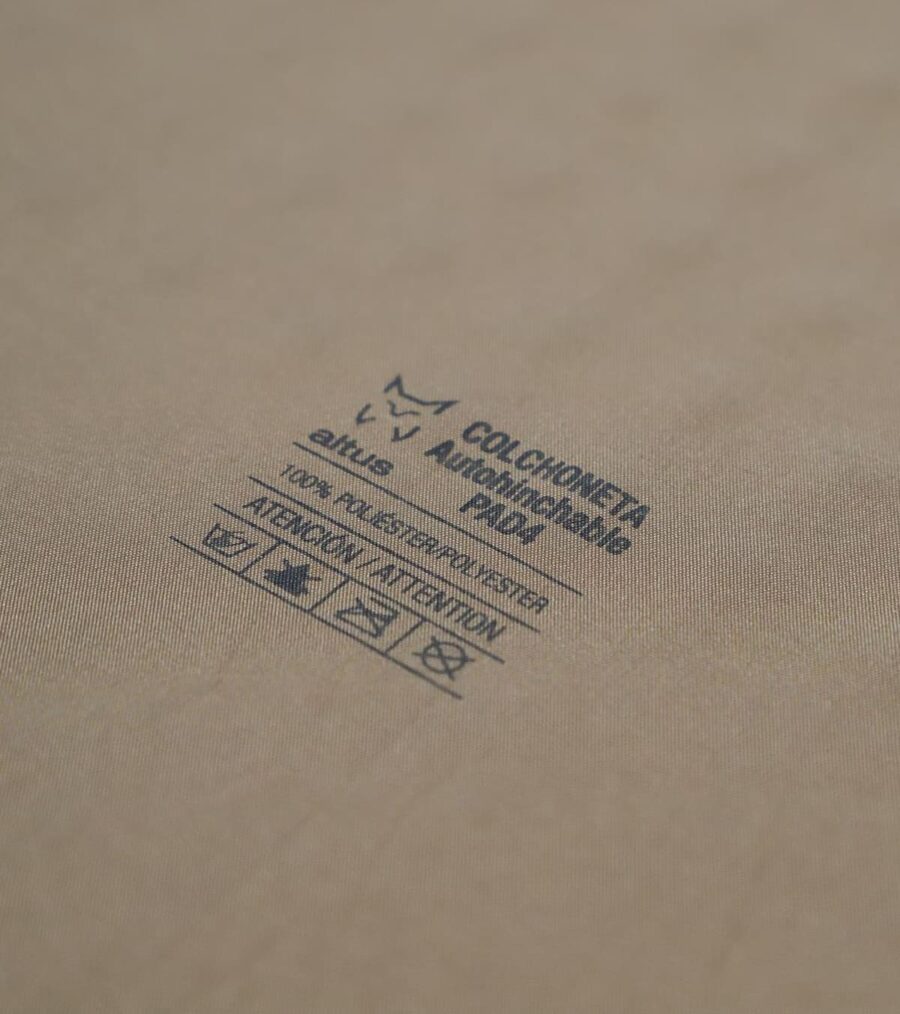 altus
COLCHONETA
Autohinchable
PAD4
100% POLIÉSTER/POLYESTER
ATENCIÓN / ATTENTION